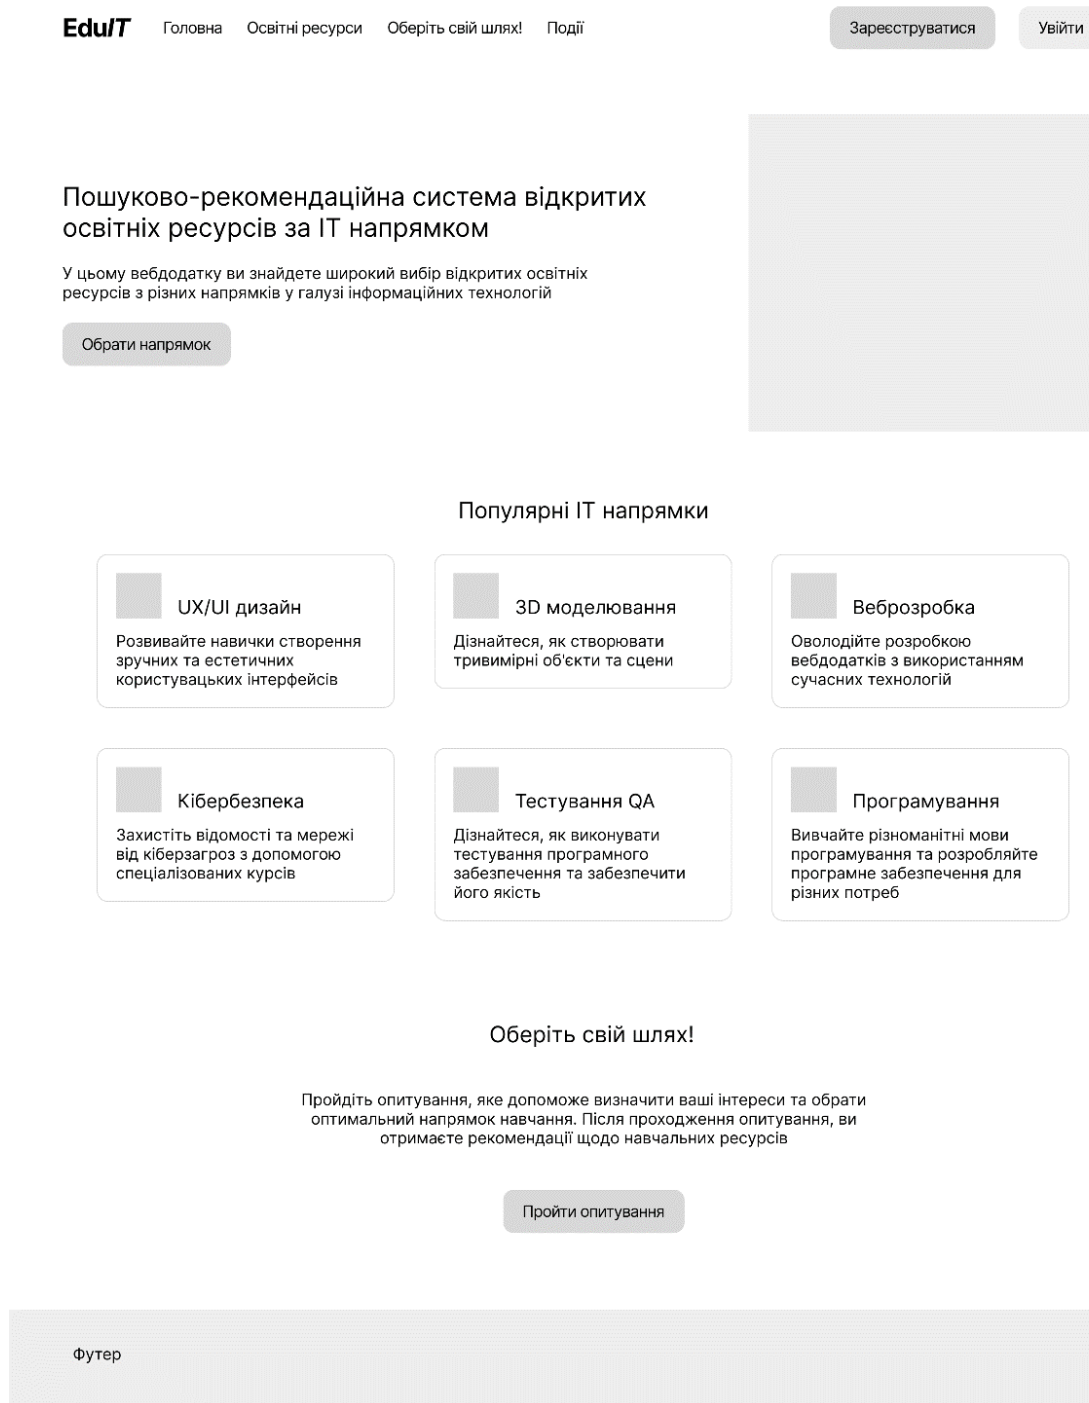 EduIT
Головна
Освітні ресурси
Оберіть свій шлях!
Події
Зареєструватися
Увійти
Пошуково-рекомендаційна система відкритих
освітніх ресурсів за ІТ напрямком
У цьому вебдодатку ви знайдете широкий вибір відкритих освітніх
ресурсів з різних напрямків у галузі інформаційних технологій
Обрати напрямок
Популярні ІТ напрямки
UX/UI дизайн
Розвивайте навички створення
зручних та естетичних
користувацьких інтерфейсів
3D моделювання
Дізнайтеся, як створювати
тривимірні об'єкти та сцени
Веброзробка
Оволодійте розробкою
вебдодатків з використанням
сучасних технологій
Кібербезпека
Захистіть відомості та мережі
від кіберзагроз з допомогою
спеціалізованих курсів
Тестування QA
Дізнайтеся, як виконувати
тестування програмного
забезпечення та забезпечити
його якість
Програмування
Вивчайте різноманітні мови
програмування та розробляйте
програмне забезпечення для
різних потреб
Оберіть свій шлях!
Пройдіть опитування, яке допоможе визначити ваші інтереси та обрати
оптимальний напрямок навчання. Після проходження опитування, ви
отримаєте рекомендації щодо навчальних ресурсів
Пройти опитування
Футер